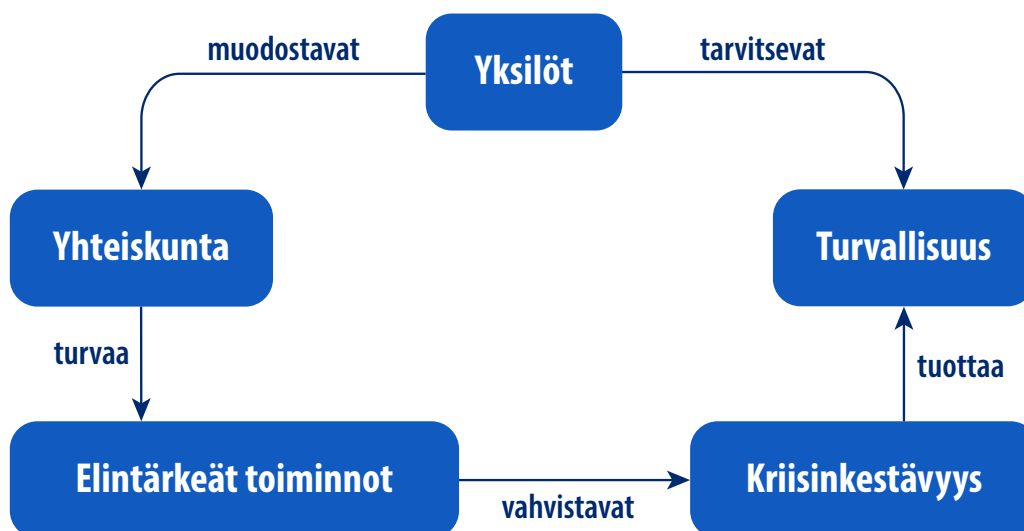 muodostavat
Yksilöt
tarvitsevat
Yhteiskunta
Turvallisuus
turvaa
tuottaa
Elintärkeät toiminnot
vahvistavat
Kriisinkestävyys